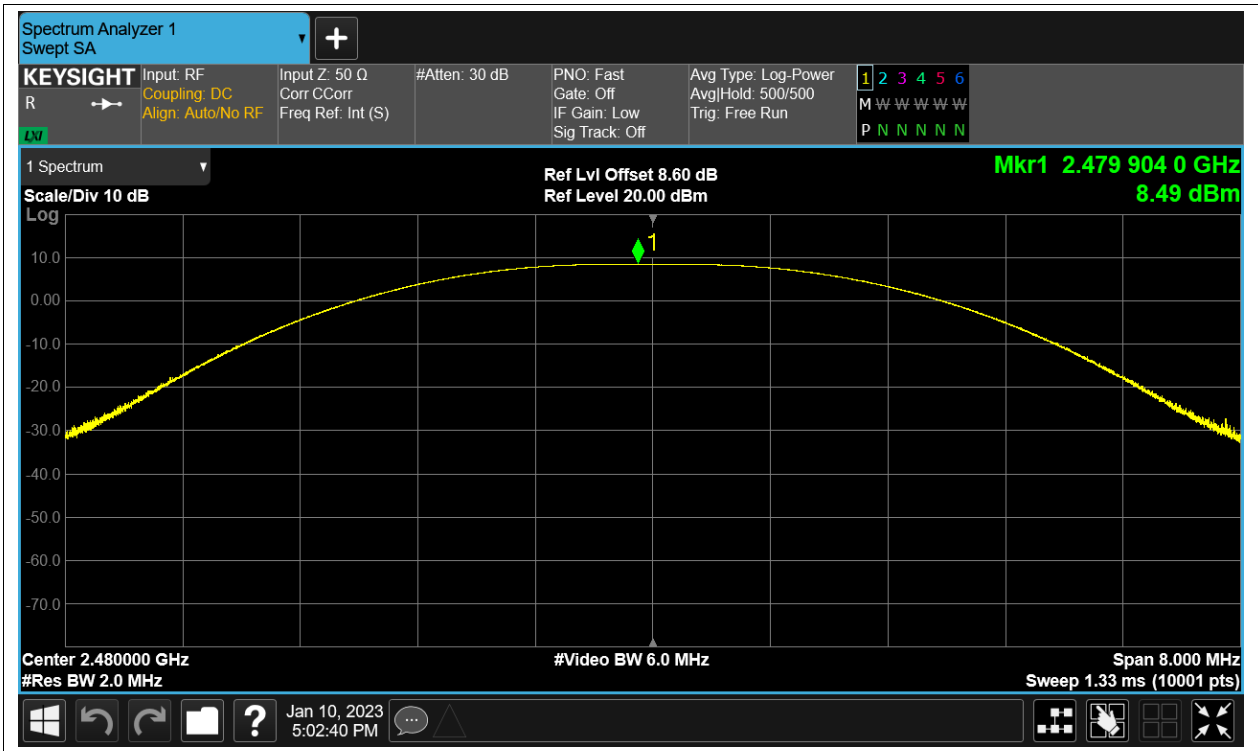 Spectrum Analyzer 1
Swept SA
KEYSIGHT
R
LXI
Input: RF
Coupling: DC
Align: Auto/No RF
Input Z: 50 Ω
Corr CCorr
Freq Ref: Int (S)
#Atten: 30 dB
PNO: Fast
Gate: Off
IF Gain: Low
Sig Track: Off
Avg Type: Log-Power
Avg|Hold: 500/500
Trig: Free Run
1 2 3 4 5 6
M W W W W W
P N N N N N
1 Spectrum
Scale/Div 10 dB
Ref Lvl Offset 8.60 dB
Ref Level 20.00 dBm
Mkr1 2.479 904 0 GHz
8.49 dBm
Log
1
10.0
0.00
-10.0
-20.0
-30.0
-40.0
-50.0
-60.0
-70.0
Center 2.480000 GHz
#Res BW 2.0 MHz
#Video BW 6.0 MHz
Span 8.000 MHz
Sweep 1.33 ms (10001 pts)
?
Jan 10, 2023
5:02:40 PM